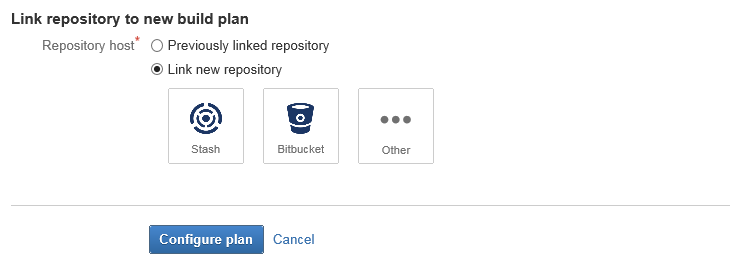 Link repository to new build plan
Repository host* Previously linked repository
Link new repository
Stash Bitbucket Other
Configure plan Cancel